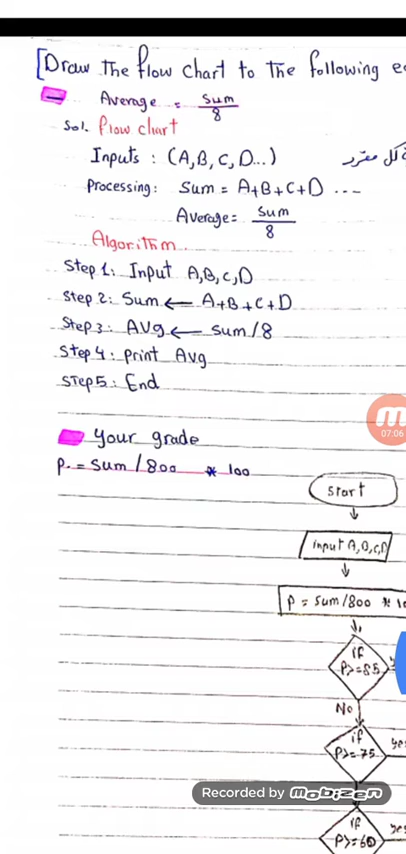 [Draw The flow chart to The following e
Average = sum/8
Sol. flow chart
Inputs : (A,B,C,D...)
Processing: Sum = A+B+C+D ...
Average = sum/8
Algorithm
Step 1: Input A,B,C,D
Step 2: Sum ← A+B+C+D
Step 3: AVg ← sum/8
Step 4: print Avg
STep 5: End
07:06
Your grade
P. = Sum/800 * 100
start
input A,B,C,D
P = sum/800 * 10
if
P>=85
No
if
P>=75
yes
Recorded by mobizen
if
P>=60
yes